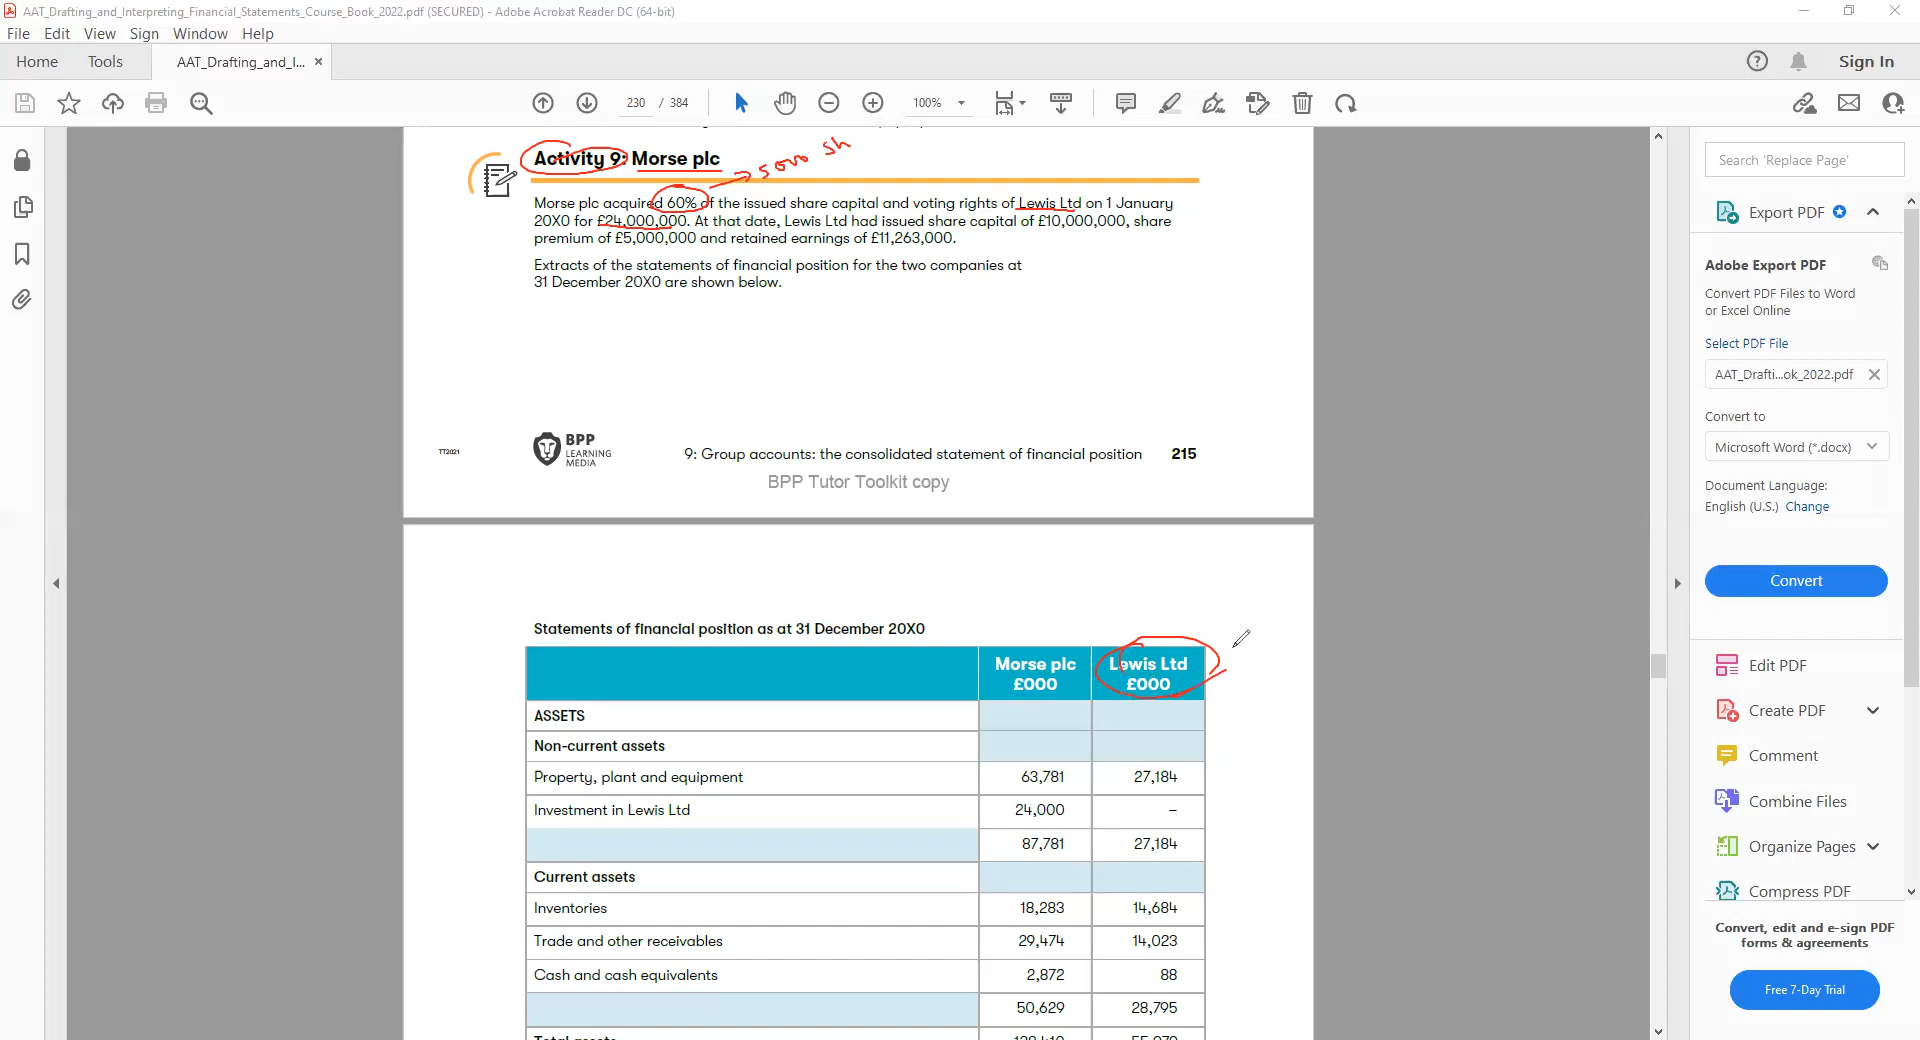 AAT_Drafting_and_Interpreting_Financial_Statements_Course_Book_2022.pdf (SECURED) - Adobe Acrobat Reader DC (64-bit)
File Edit View Sign Window Help
Home Tools AAT_Drafting_and_I... × Sign In
230 / 384 100%
Activity 9: Morse plc
5000 sh
Morse plc acquired 60% of the issued share capital and voting rights of Lewis Ltd on 1 January
20X0 for £24,000,000. At that date, Lewis Ltd had issued share capital of £10,000,000, share
premium of £5,000,000 and retained earnings of £11,263,000.
Extracts of the statements of financial position for the two companies at
31 December 20X0 are shown below.
TT2021
BPP
LEARNING
MEDIA
9: Group accounts: the consolidated statement of financial position 215
BPP Tutor Toolkit copy
Statements of financial position as at 31 December 20X0
Morse plc Lewis Ltd
£000 £000
ASSETS
Non-current assets
Property, plant and equipment 63,781 27,184
Investment in Lewis Ltd 24,000 –
87,781 27,184
Current assets
Inventories 18,283 14,684
Trade and other receivables 29,474 14,023
Cash and cash equivalents 2,872 88
50,629 28,795
Total assets
Search 'Replace Page'
Export PDF
Adobe Export PDF
Convert PDF Files to Word
or Excel Online
Select PDF File
AAT_Drafti...ok_2022.pdf ×
Convert to
Microsoft Word (*.docx)
Document Language:
English (U.S.) Change
Convert
Edit PDF
Create PDF
Comment
Combine Files
Organize Pages
Compress PDF
Convert, edit and e-sign PDF
forms & agreements
Free 7-Day Trial